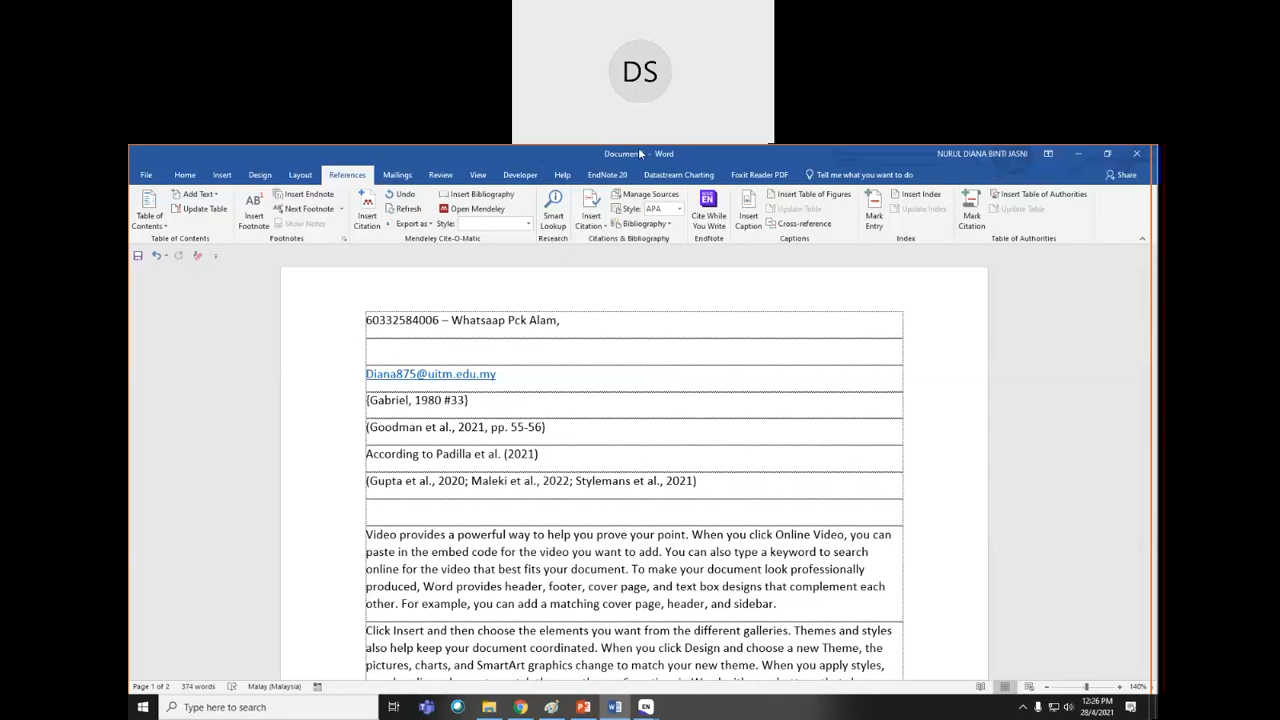 DS
Document - Word
NURUL DIANA BINTI JASNI
File Home Insert Design Layout References Mailings Review View Developer Help EndNote 20 Datastream Charting Foxit Reader PDF Tell me what you want to do Share
Table of Contents
Add Text
Update Table
Table of Contents
Insert Footnote
Insert Endnote
Next Footnote
Show Notes
Footnotes
Insert Citation
Undo
Refresh
Export as
Insert Bibliography
Open Mendeley
Style:
Mendeley Cite-O-Matic
Smart Lookup
Research
Insert Citation
Manage Sources
Style: APA
Bibliography
Citations & Bibliography
Cite While You Write
EndNote
Insert Caption
Insert Table of Figures
Update Table
Cross-reference
Captions
Mark Entry
Insert Index
Update Index
Index
Mark Citation
Insert Table of Authorities
Update Table
Table of Authorities
60332584006 – Whatsaap Pck Alam,
Diana875@uitm.edu.my
{Gabriel, 1980 #33}
(Goodman et al., 2021, pp. 55-56)
According to Padilla et al. (2021)
(Gupta et al., 2020; Maleki et al., 2022; Stylemans et al., 2021)
Video provides a powerful way to help you prove your point. When you click Online Video, you can
paste in the embed code for the video you want to add. You can also type a keyword to search
online for the video that best fits your document. To make your document look professionally
produced, Word provides header, footer, cover page, and text box designs that complement each
other. For example, you can add a matching cover page, header, and sidebar.
Click Insert and then choose the elements you want from the different galleries. Themes and styles
also help keep your document coordinated. When you click Design and choose a new Theme, the
pictures, charts, and SmartArt graphics change to match your new theme. When you apply styles,
Page 1 of 2 374 words Malay (Malaysia) 140%
Type here to search
12:26 PM
28/4/2021